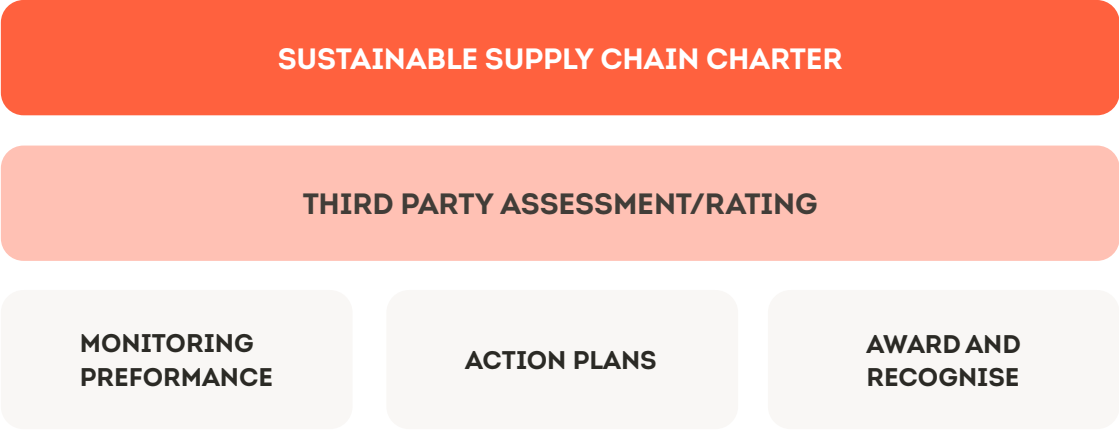 SUSTAINABLE SUPPLY CHAIN CHARTER
THIRD PARTY ASSESSMENT/RATING
MONITORING
PREFORMANCE
ACTION PLANS
AWARD AND
RECOGNISE